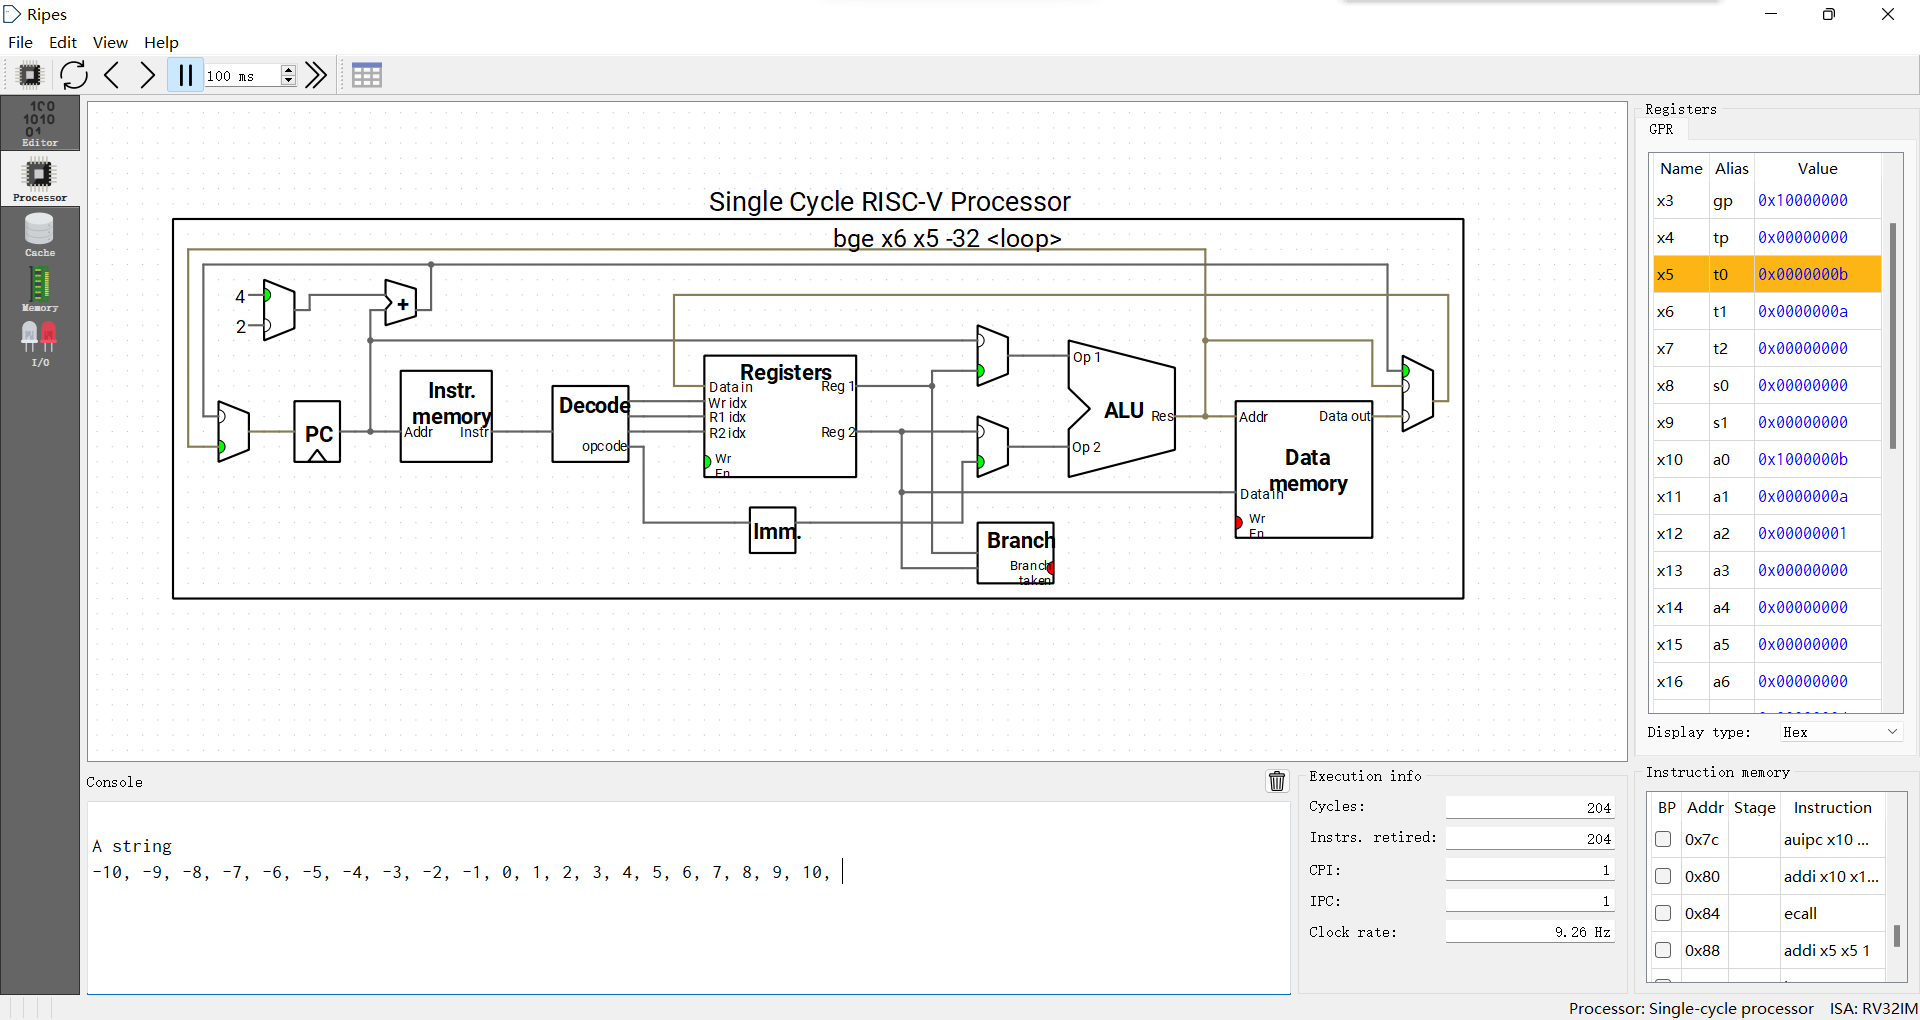 Ripes
File Edit View Help
100 ms
Editor
Processor
Cache
Memory
I/O
Single Cycle RISC-V Processor
bge x6 x5 -32 <loop>
4
2
+
PC
Instr. memory
Addr Instr
Decode
opcode
Registers
Data in Reg 1
Wr idx
R1 idx
R2 idx Reg 2
Wr En
Imm.
Op 1
ALU Res
Op 2
Branch
Branch taken
Addr Data out
Data memory
Data in
Wr En
Registers
GPR
Name Alias Value
x3 gp 0x10000000
x4 tp 0x00000000
x5 t0 0x0000000b
x6 t1 0x0000000a
x7 t2 0x00000000
x8 s0 0x00000000
x9 s1 0x00000000
x10 a0 0x1000000b
x11 a1 0x0000000a
x12 a2 0x00000001
x13 a3 0x00000000
x14 a4 0x00000000
x15 a5 0x00000000
x16 a6 0x00000000
Display type: Hex
Console
A string
-10, -9, -8, -7, -6, -5, -4, -3, -2, -1, 0, 1, 2, 3, 4, 5, 6, 7, 8, 9, 10,
Execution info
Cycles: 204
Instrs. retired: 204
CPI: 1
IPC: 1
Clock rate: 9.26 Hz
Instruction memory
BP Addr Stage Instruction
0x7c auipc x10 ...
0x80 addi x10 x1...
0x84 ecall
0x88 addi x5 x5 1
Processor: Single-cycle processor ISA: RV32IM